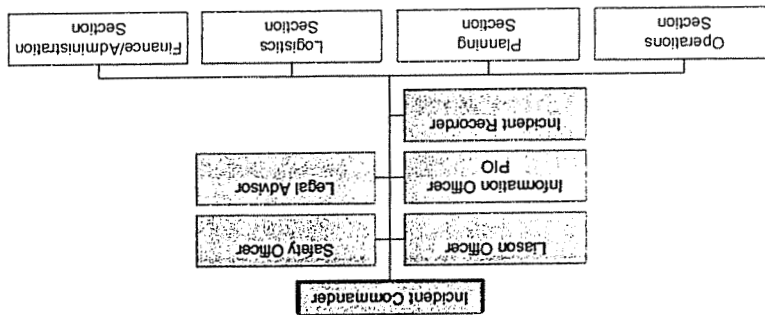 Incident Commander
Liason Officer
Safety Officer
Information Officer
PIO
Legal Advisor
Incident Recorder
Operations
Section
Planning
Section
Logistics
Section
Finance/Administration
Section